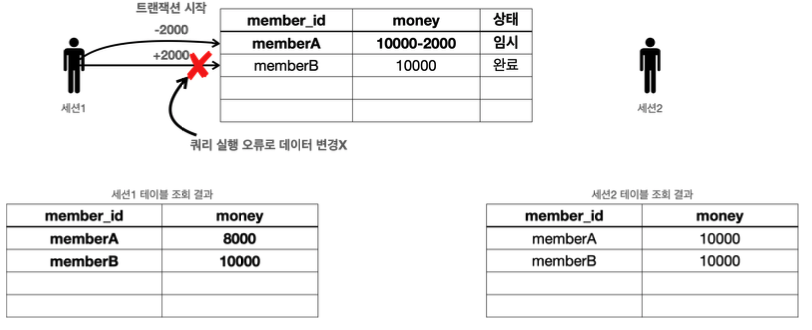 트랜잭션 시작
-2000
+2000
member_id money 상태
memberA 10000-2000 임시
memberB 10000 완료
세션1
세션2
쿼리 실행 오류로 데이터 변경X
세션1 테이블 조회 결과
member_id money
memberA 8000
memberB 10000
세션2 테이블 조회 결과
member_id money
memberA 10000
memberB 10000